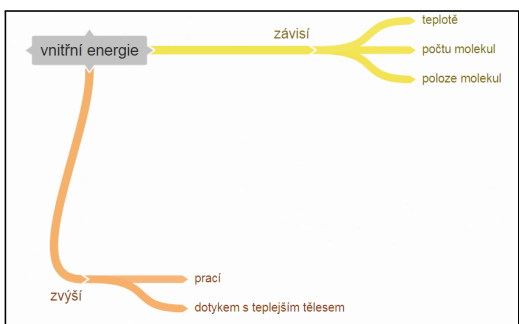 vnitřní energie
závisí
teplotě
počtu molekul
poloze molekul
zvýší
prací
dotykem s teplejším tělesem